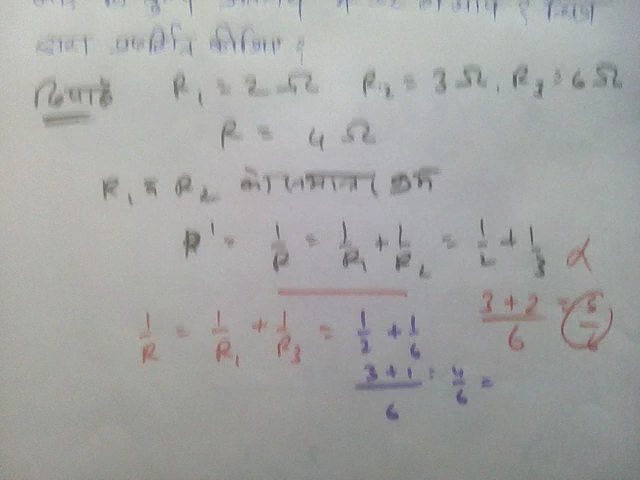 द्वारा प्रदर्शित कीजिए ?
दिया है R₁ = 2 Ω R₂ = 3 Ω, R₃ = 6 Ω
R = 4 Ω
R₁ व R₂ को समान्तर क्रम
R' = 1/R = 1/R₁ + 1/R₂ = 1/2 + 1/3
(3+2)/6 = 5/6
1/R = 1/R₁ + 1/R₃ = 1/2 + 1/6
(3+1)/6 = 4/6 =